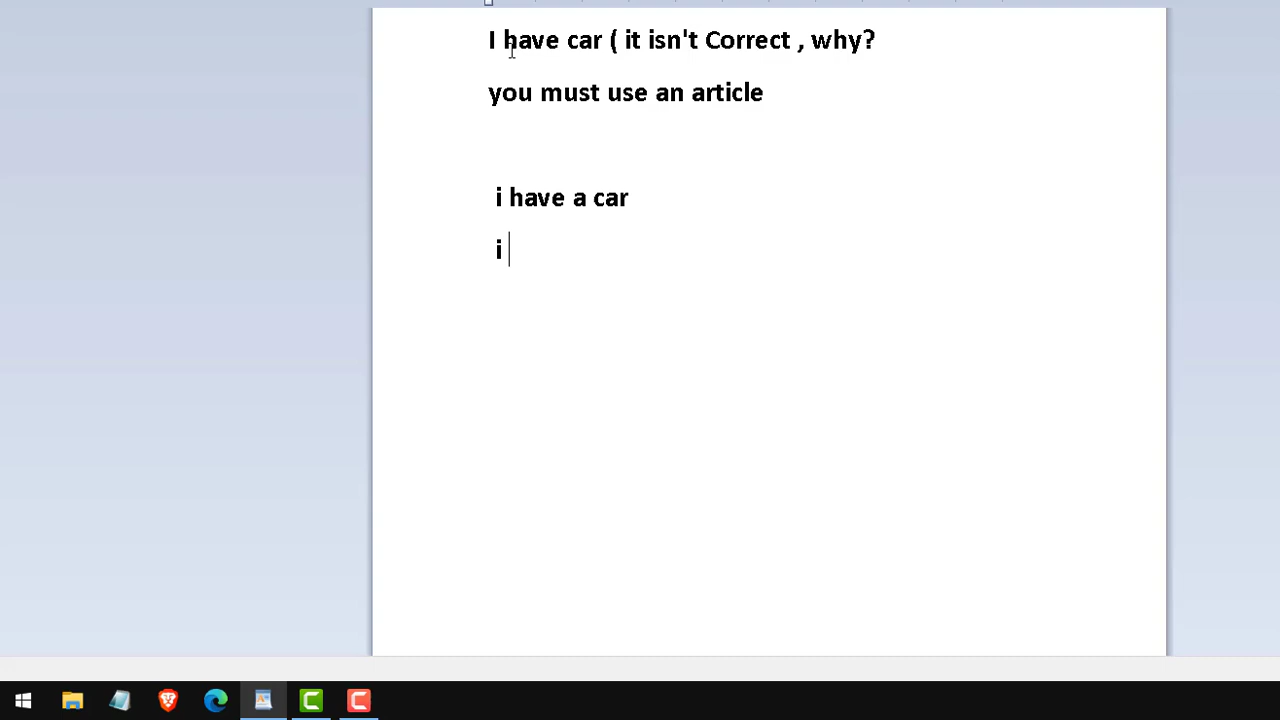 I have car ( it isn't Correct , why?
you must use an article
i have a car
i